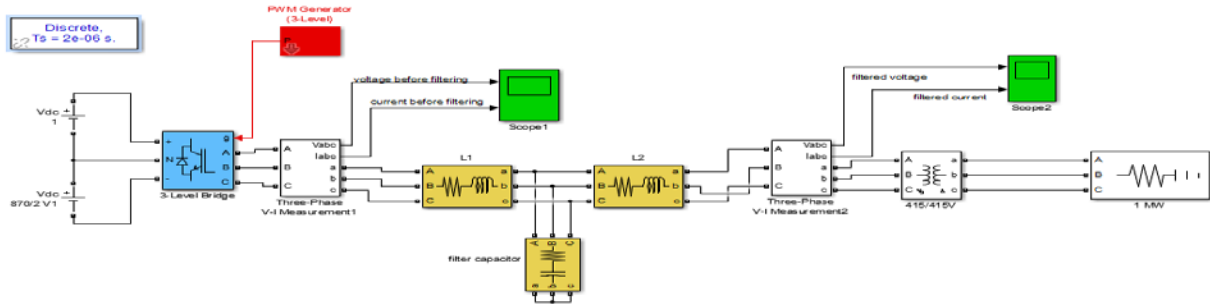 Discrete,
Ts = 2e-06 s.
PWM Generator
(3-Level)
P
voltage before filtering
current before filtering
Scope1
filtered voltage
filtered current
Scope2
Vdc
1
Vdc
870/2 V1
+
N
-
g
A
B
C
3-Level Bridge
A
B
C
Vabc
Iabc
a
b
c
Three-Phase
V-I Measurement1
L1
A
B
C
a
b
c
L2
A
B
C
a
b
c
A
B
C
Vabc
Iabc
a
b
c
Three-Phase
V-I Measurement2
A
B
C
a
b
c
415/415V
A
B
C
1 MW
filter capacitor
A
B
C